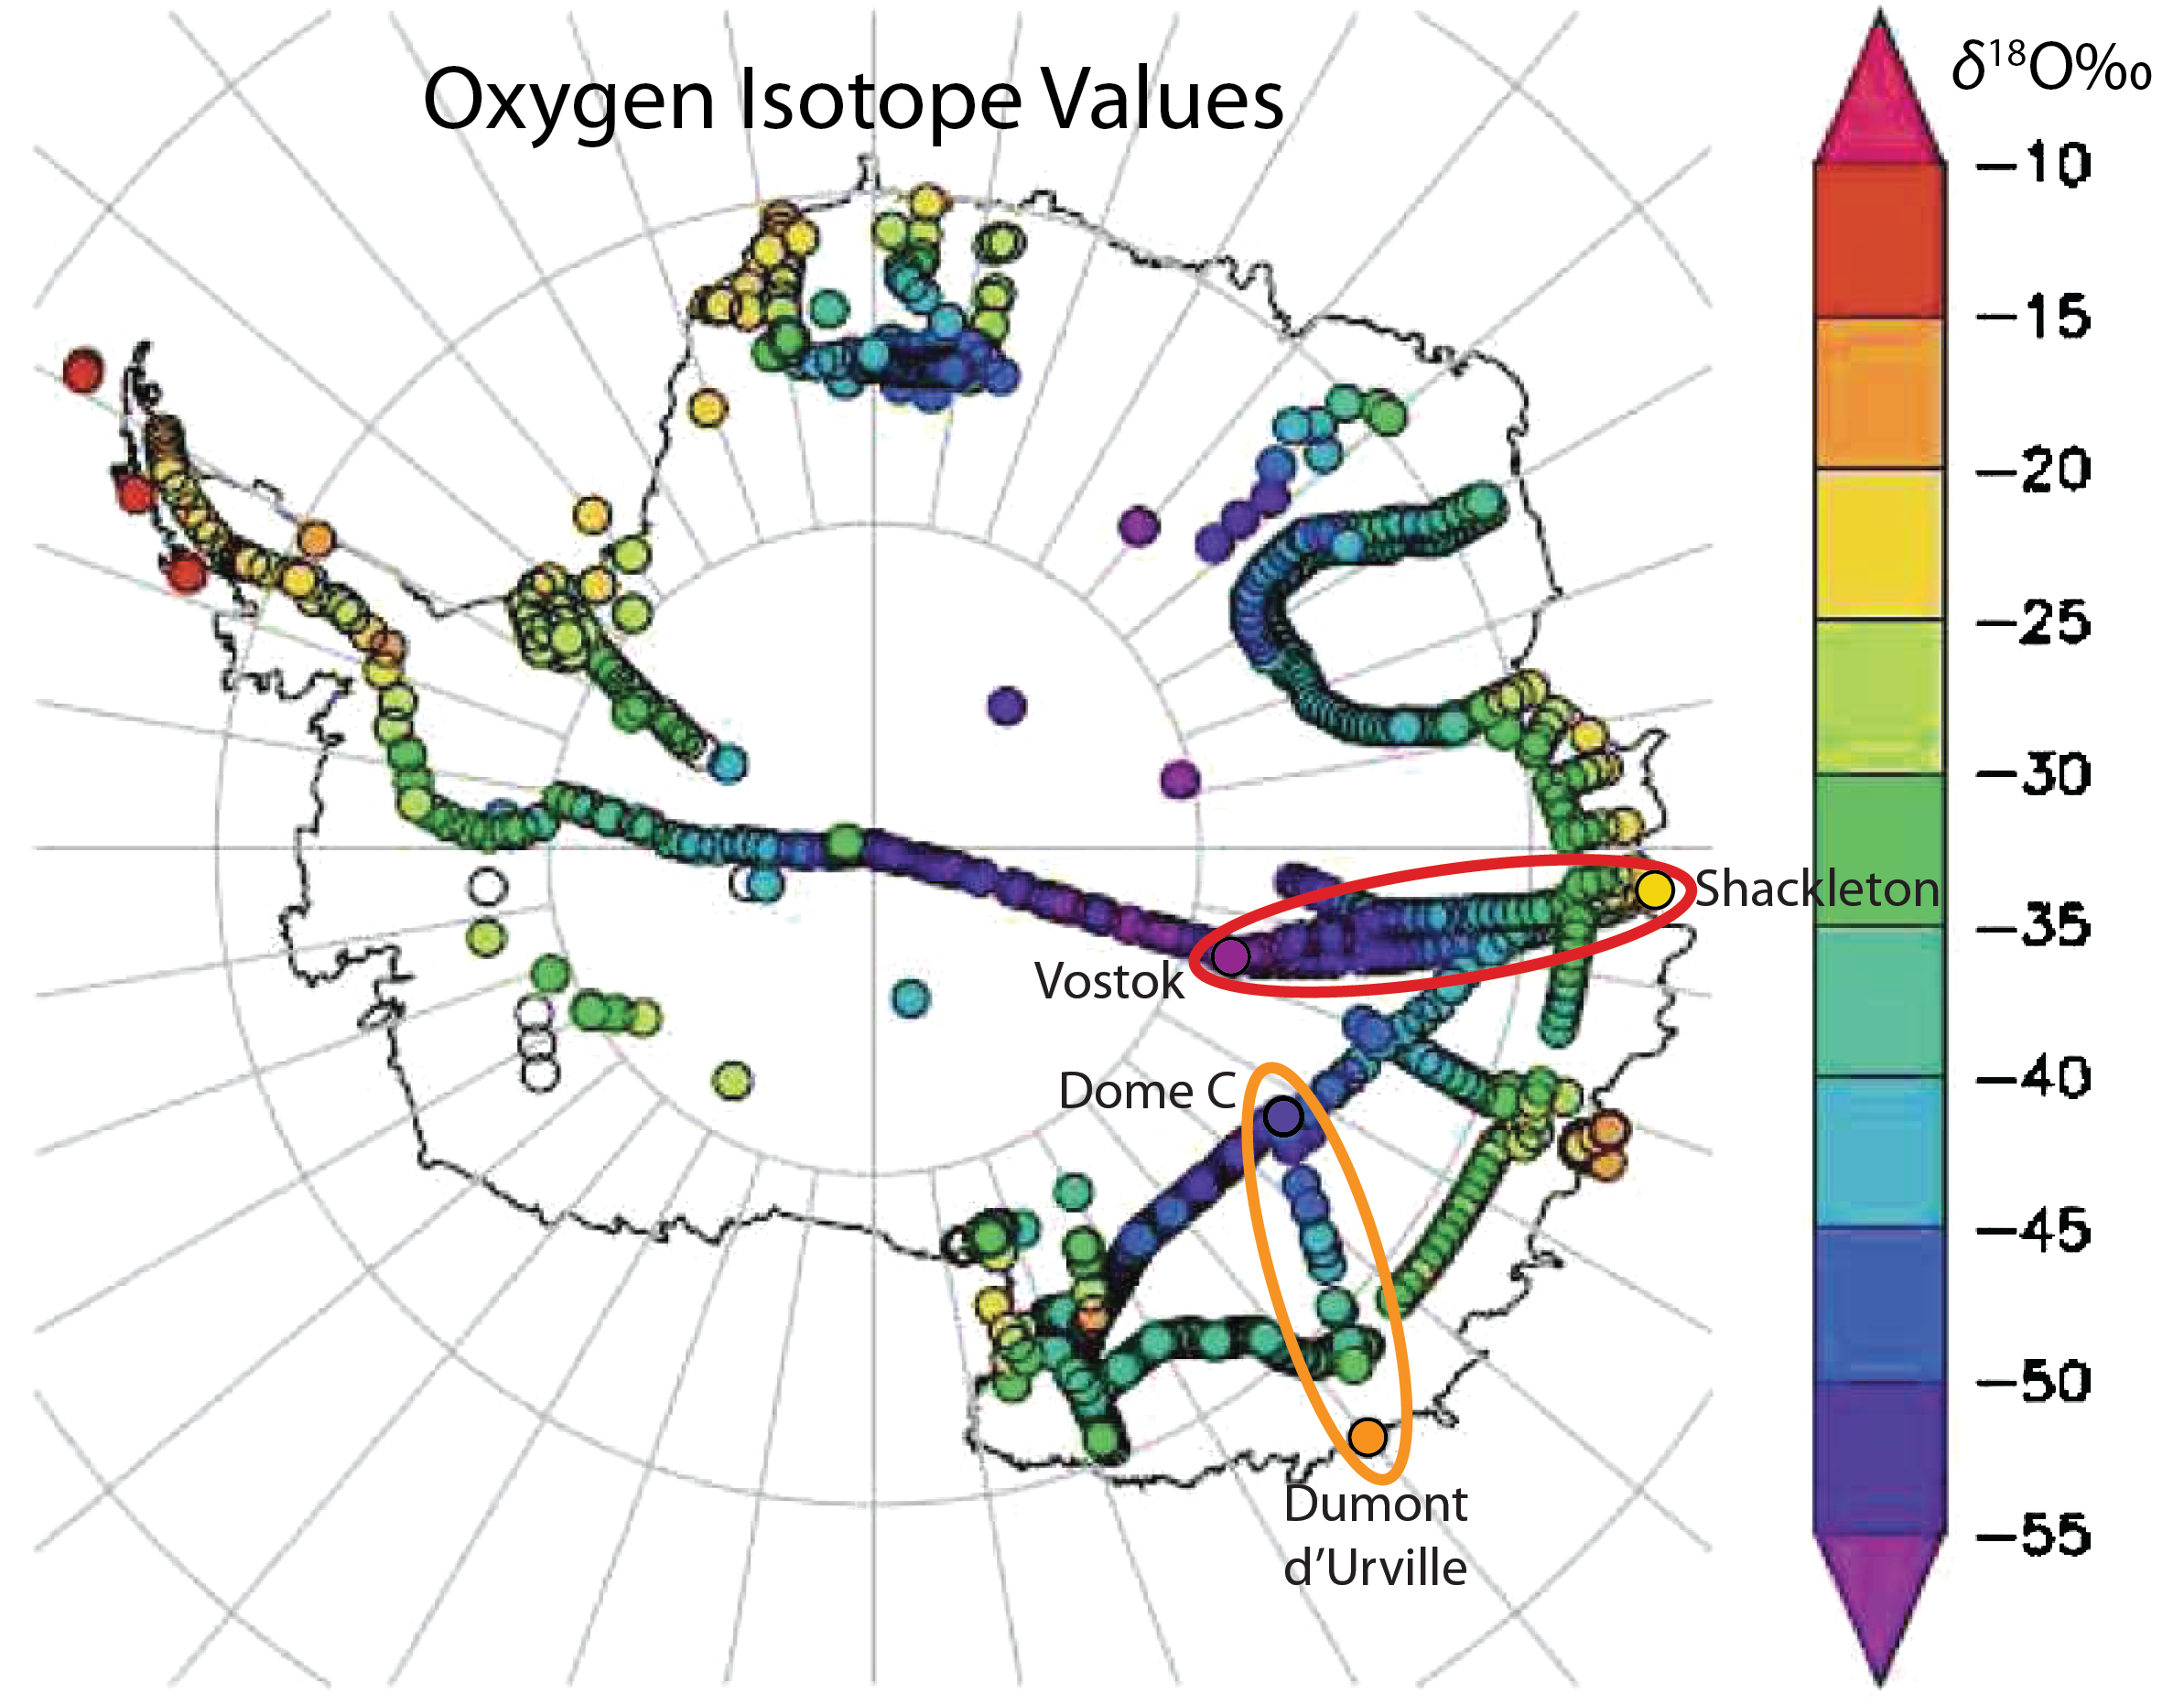 Oxygen Isotope Values
δ¹⁸O‰
−10
−15
−20
−25
−30
−35
−40
−45
−50
−55
Shackleton
Vostok
Dome C
Dumont
d’Urville